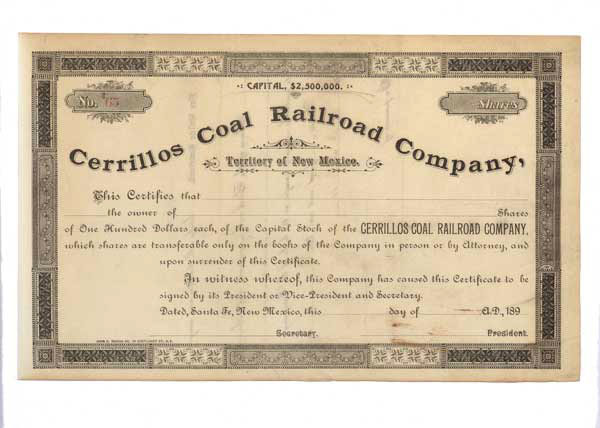 CAPITAL, $2,500,000.
No. 65
Shares
Cerrillos Coal Railroad Company,
Territory of New Mexico.
This Certifies that
the owner of Shares
of One Hundred Dollars each, of the Capital Stock of the CERRILLOS COAL RAILROAD COMPANY,
which shares are transferable only on the books of the Company in person or by Attorney, and
upon surrender of this Certificate.
In witness whereof, this Company has caused this Certificate to be
signed by its President or Vice-President and Secretary.
Dated, Santa Fe, New Mexico, this day of A.D., 189
Secretary. President.